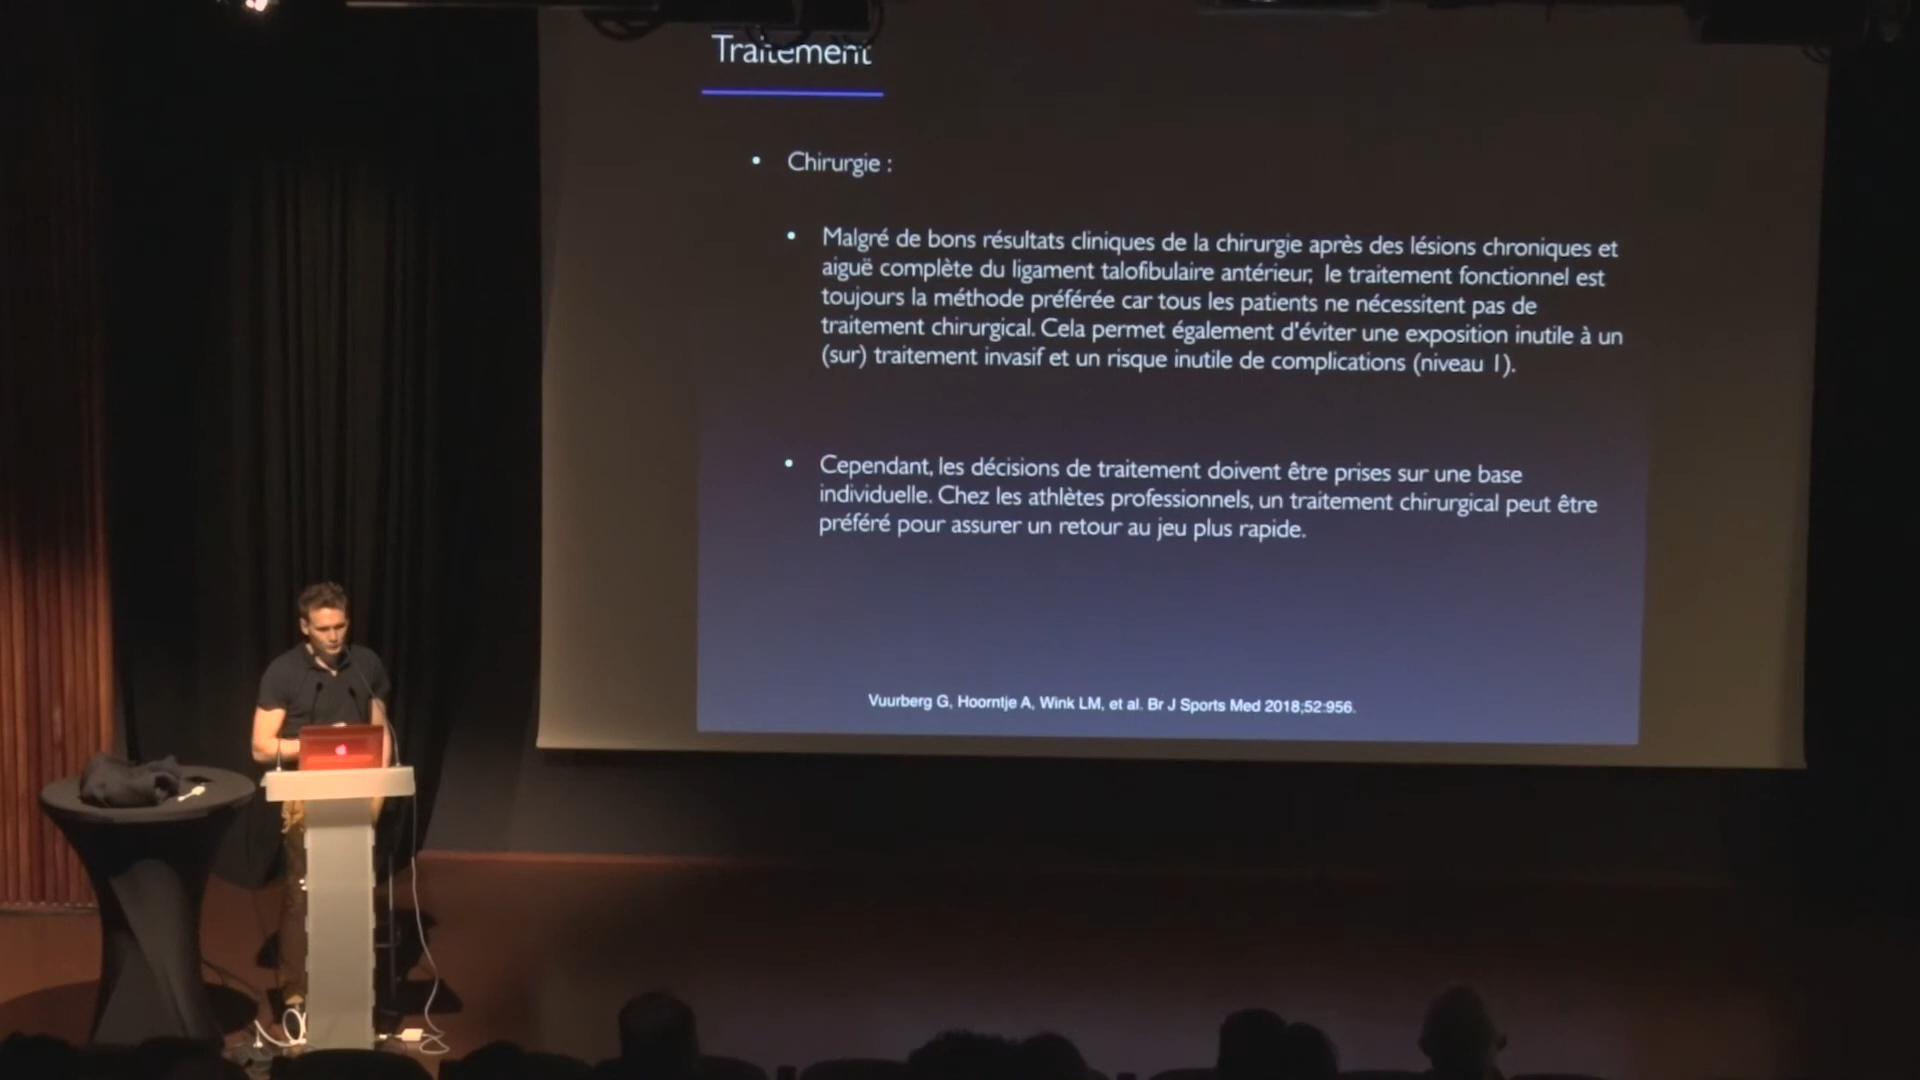 Traitement
• Chirurgie :
• Malgré de bons résultats cliniques de la chirurgie après des lésions chroniques et
aiguë complète du ligament talofibulaire antérieur, le traitement fonctionnel est
toujours la méthode préférée car tous les patients ne nécessitent pas de
traitement chirurgical. Cela permet également d'éviter une exposition inutile à un
(sur) traitement invasif et un risque inutile de complications (niveau 1).
• Cependant, les décisions de traitement doivent être prises sur une base
individuelle. Chez les athlètes professionnels, un traitement chirurgical peut être
préféré pour assurer un retour au jeu plus rapide.
Vuurberg G, Hoorntje A, Wink LM, et al. Br J Sports Med 2018;52:956.